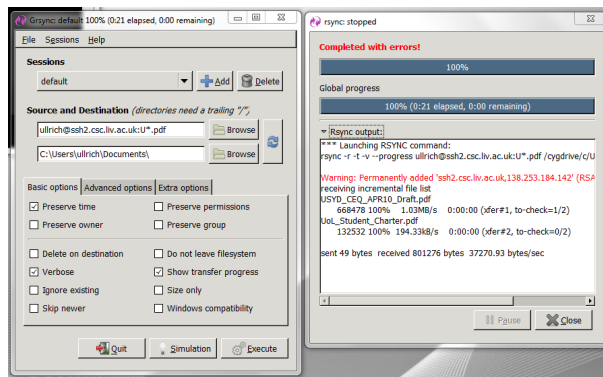 Grsync: default 100% (0:21 elapsed, 0:00 remaining)
File Sessions Help
Sessions
default
Add
Delete
Source and Destination (directories need a trailing "/")
ullrich@ssh2.csc.liv.ac.uk:U*.pdf
Browse
C:\Users\ullrich\Documents\
Browse
Basic options
Advanced options
Extra options
Preserve time
Preserve permissions
Preserve owner
Preserve group
Delete on destination
Do not leave filesystem
Verbose
Show transfer progress
Ignore existing
Size only
Skip newer
Windows compatibility
Quit
Simulation
Execute
rsync: stopped
Completed with errors!
100%
Global progress
100% (0:21 elapsed, 0:00 remaining)
Rsync output:
*** Launching RSYNC command:
rsync -r -t -v --progress ullrich@ssh2.csc.liv.ac.uk:U*.pdf /cygdrive/c/U
Warning: Permanently added 'ssh2.csc.liv.ac.uk,138.253.184.142' (RSA
receiving incremental file list
USYD_CEQ_APR10_Draft.pdf
668478 100% 1.03MB/s 0:00:00 (xfer#1, to-check=1/2)
UoL_Student_Charter.pdf
132532 100% 194.33kB/s 0:00:00 (xfer#2, to-check=0/2)
sent 49 bytes received 801276 bytes 37270.93 bytes/sec
Pause
Close